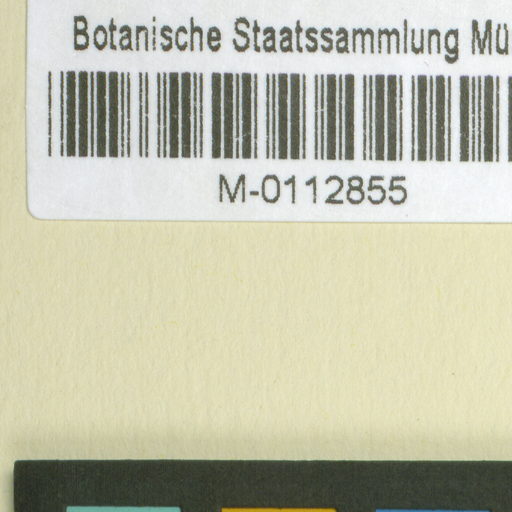 Botanische Staatssammlung Mü
M-0112855